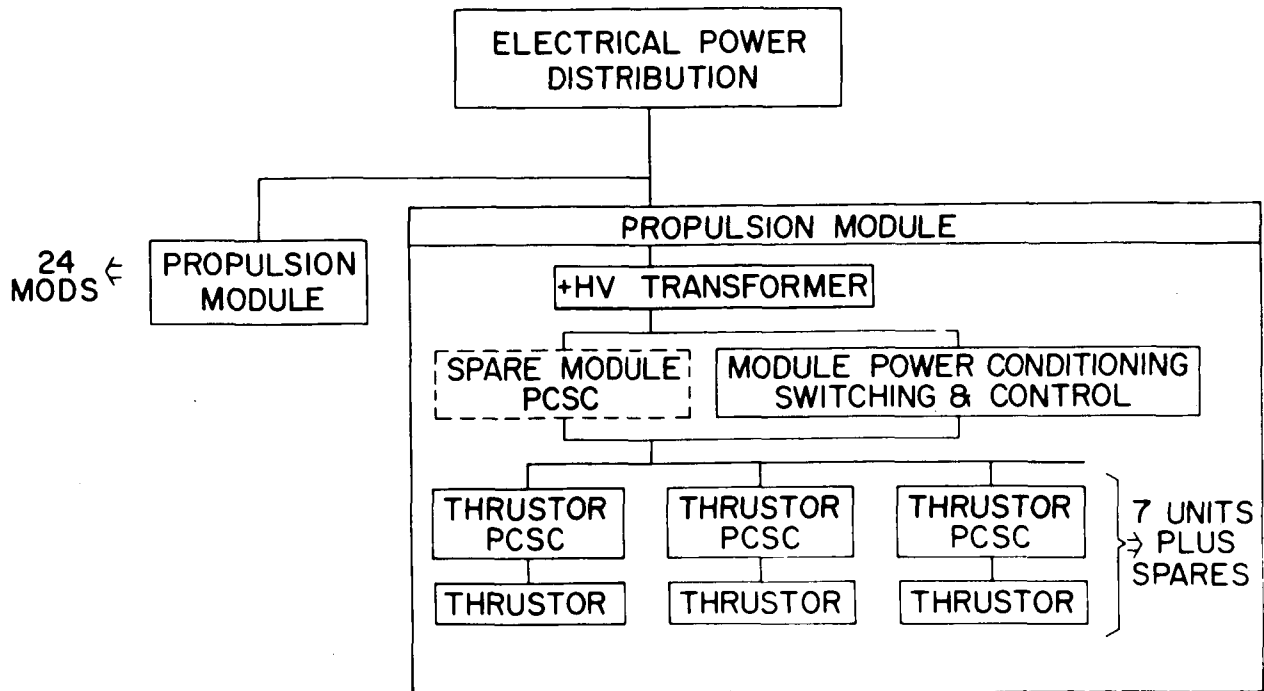 ELECTRICAL POWER
DISTRIBUTION
24
MODS
PROPULSION
MODULE
PROPULSION MODULE
+HV TRANSFORMER
SPARE MODULE
PCSC
MODULE POWER CONDITIONING
SWITCHING & CONTROL
THRUSTOR
PCSC
THRUSTOR
PCSC
THRUSTOR
PCSC
7 UNITS
PLUS
SPARES
THRUSTOR
THRUSTOR
THRUSTOR